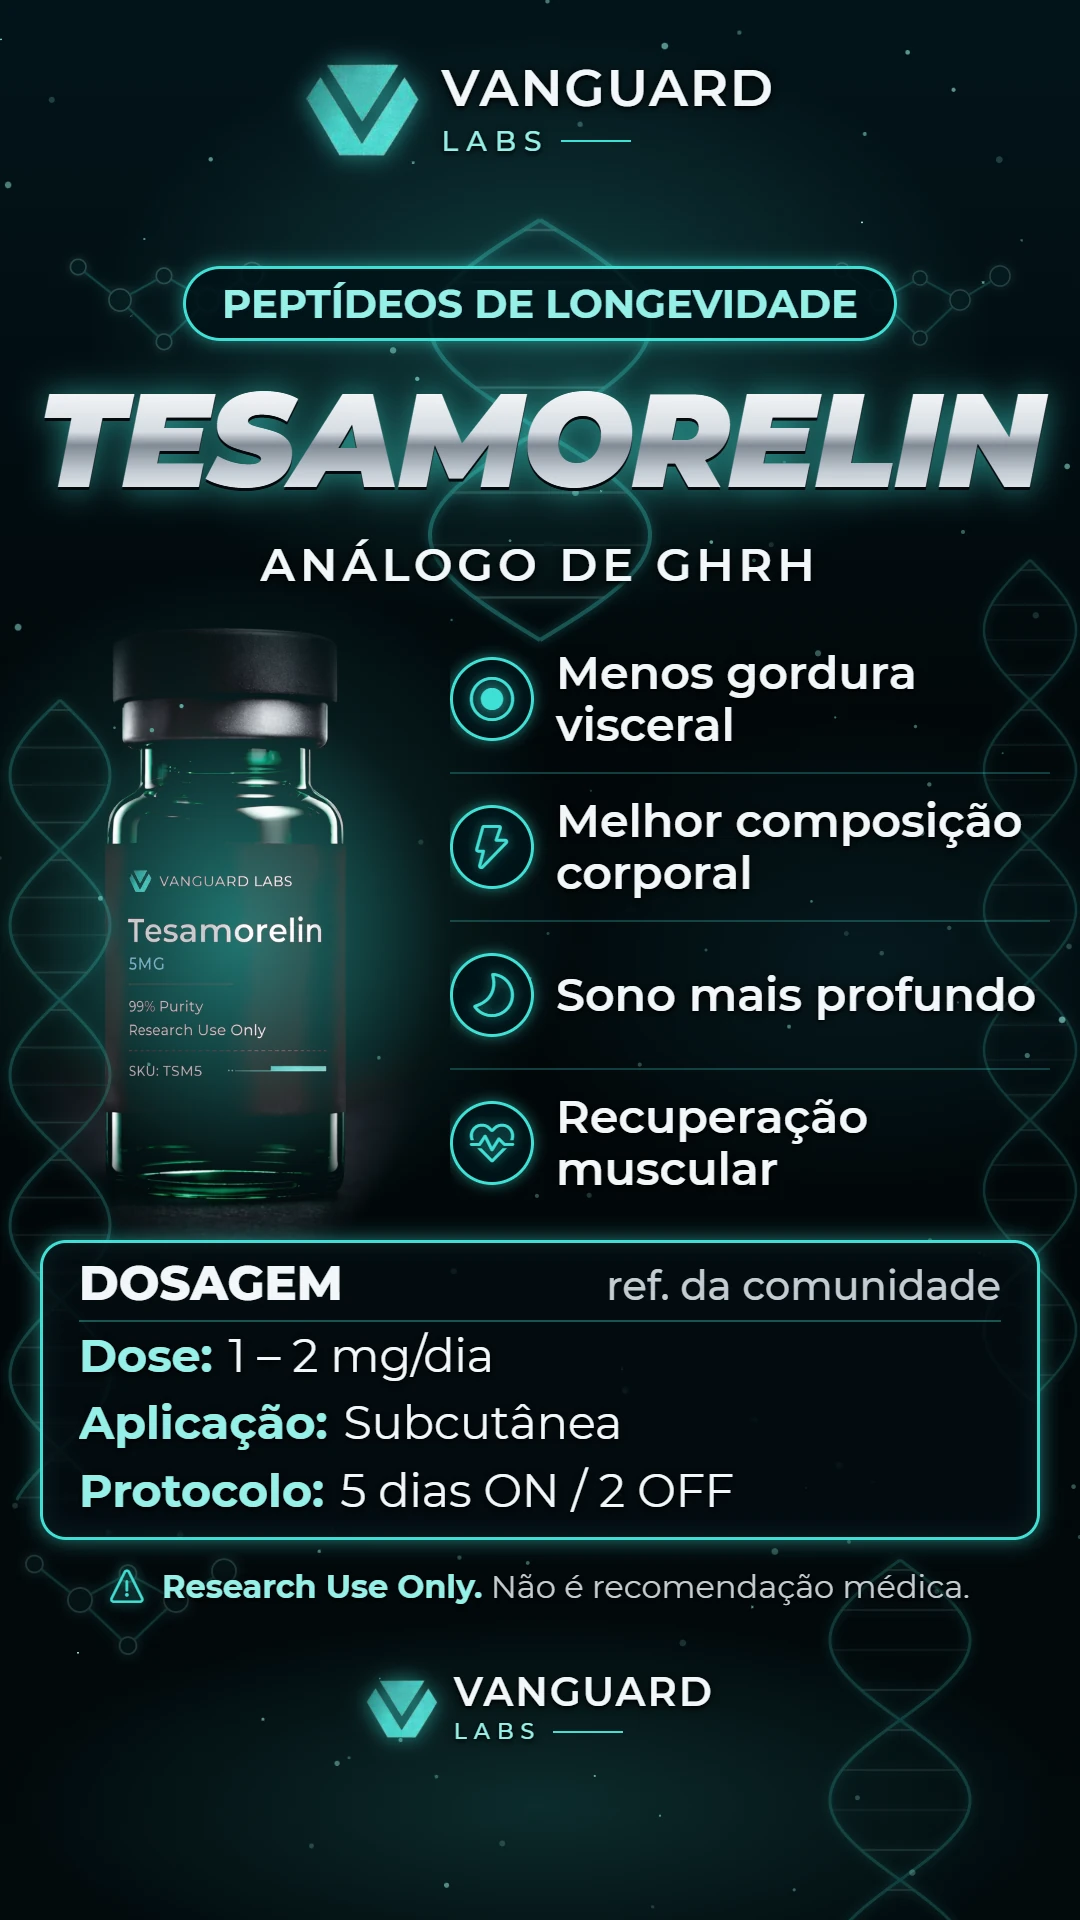 VANGUARD
LABS
PEPTÍDEOS DE LONGEVIDADE
TESAMORELIN
ANÁLOGO DE GHRH
Menos gordura
visceral
Melhor composição
corporal
Sono mais profundo
Recuperação
muscular
VANGUARD LABS
Tesamorelin
5MG
99% Purity
Research Use Only
SKU: TSM5
DOSAGEM ref. da comunidade
Dose: 1 – 2 mg/dia
Aplicação: Subcutânea
Protocolo: 5 dias ON / 2 OFF
Research Use Only. Não é recomendação médica.
VANGUARD
LABS